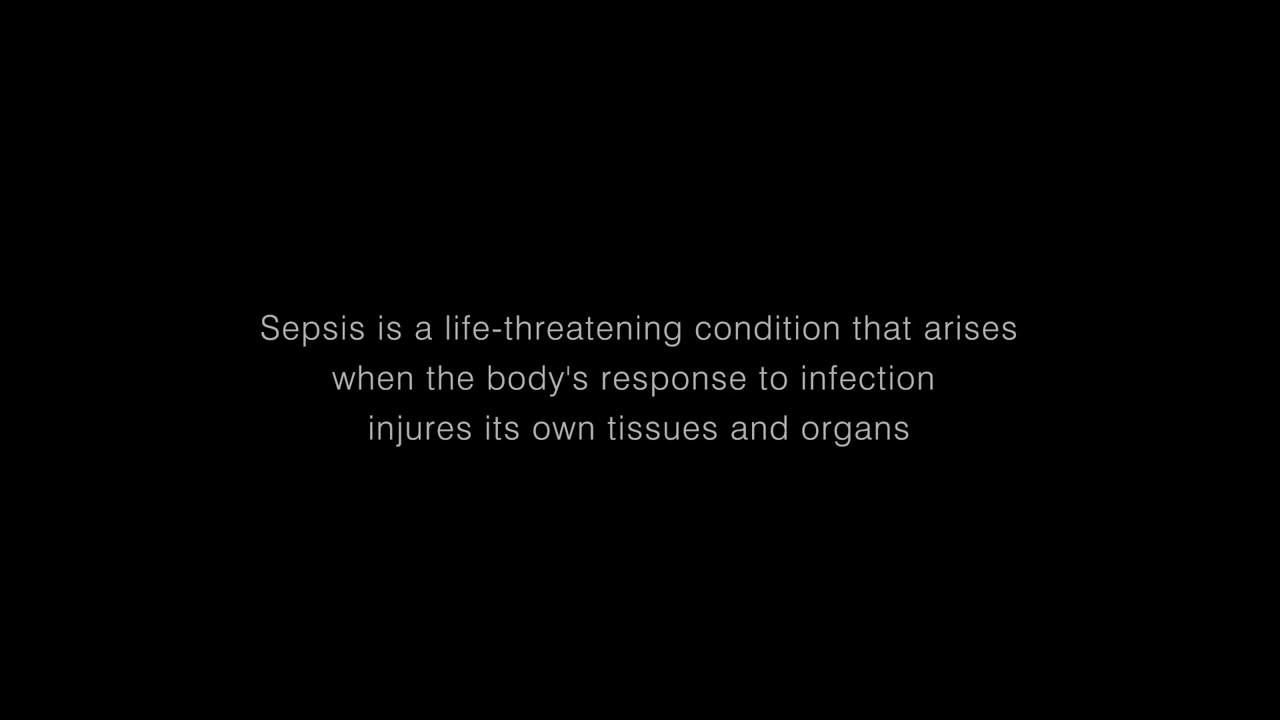 Sepsis is a life-threatening condition that arises
when the body's response to infection
injures its own tissues and organs